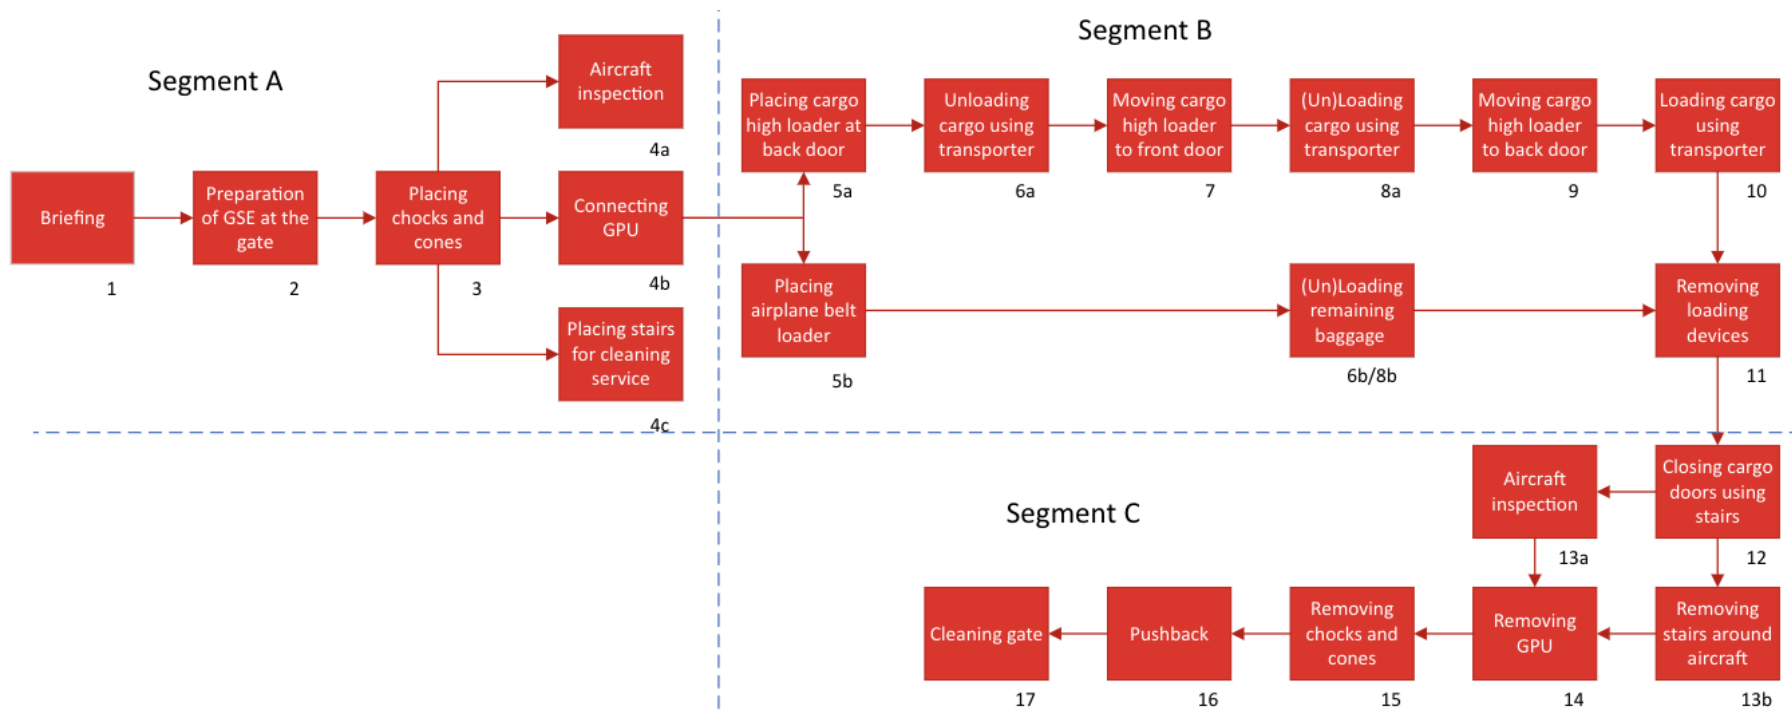 Segment A
Briefing
1
Preparation
of GSE at the
gate
2
Placing
chocks and
cones
3
Aircraft
inspection
4a
Connecting
GPU
4b
Placing stairs
for cleaning
service
4c
Segment B
Placing cargo
high loader at
back door
5a
Unloading
cargo using
transporter
6a
Moving cargo
high loader
to front door
7
(Un)Loading
cargo using
transporter
8a
Moving cargo
high loader
to back door
9
Loading cargo
using
transporter
10
Placing
airplane belt
loader
5b
(Un)Loading
remaining
baggage
6b/8b
Removing
loading
devices
11
Segment C
Closing cargo
doors using
stairs
12
Aircraft
inspection
13a
Removing
stairs around
aircraft
13b
Removing
GPU
14
Removing
chocks and
cones
15
Pushback
16
Cleaning gate
17